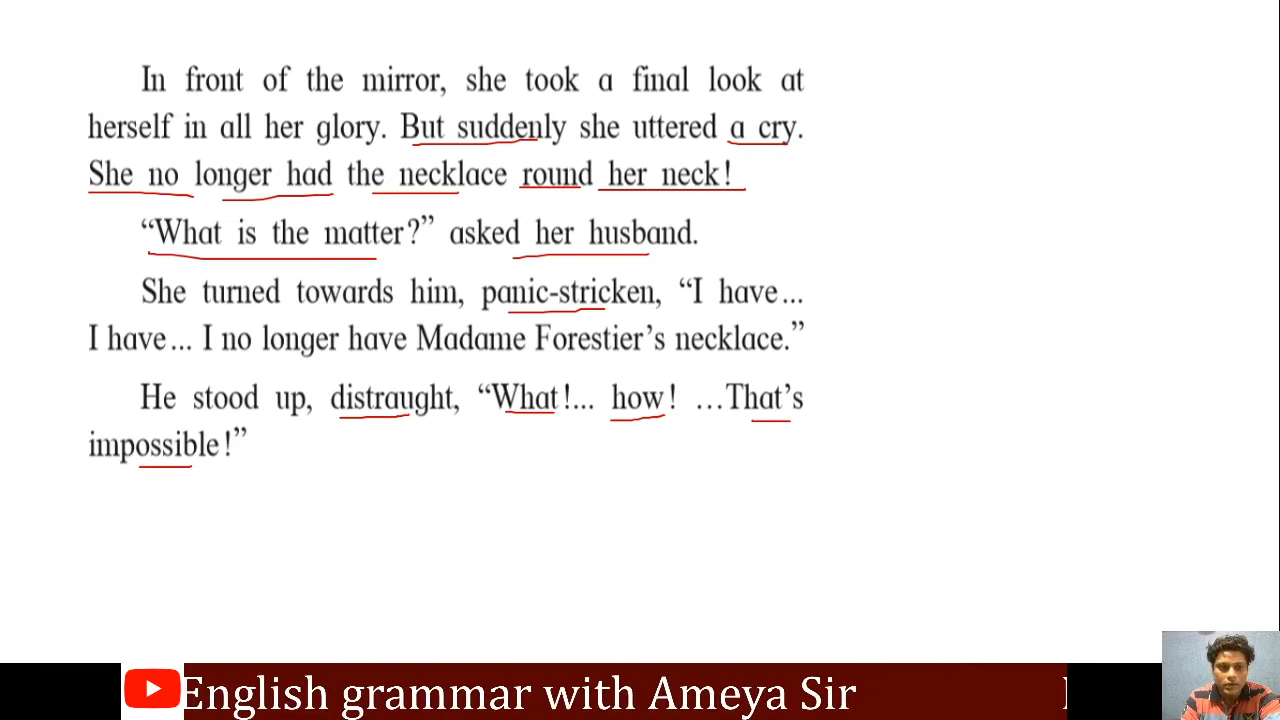 In front of the mirror, she took a final look at
herself in all her glory. But suddenly she uttered a cry.
She no longer had the necklace round her neck!
“What is the matter?” asked her husband.
She turned towards him, panic-stricken, “I have...
I have... I no longer have Madame Forestier’s necklace.”
He stood up, distraught, “What!... how! ...That’s
impossible!”
English grammar with Ameya Sir